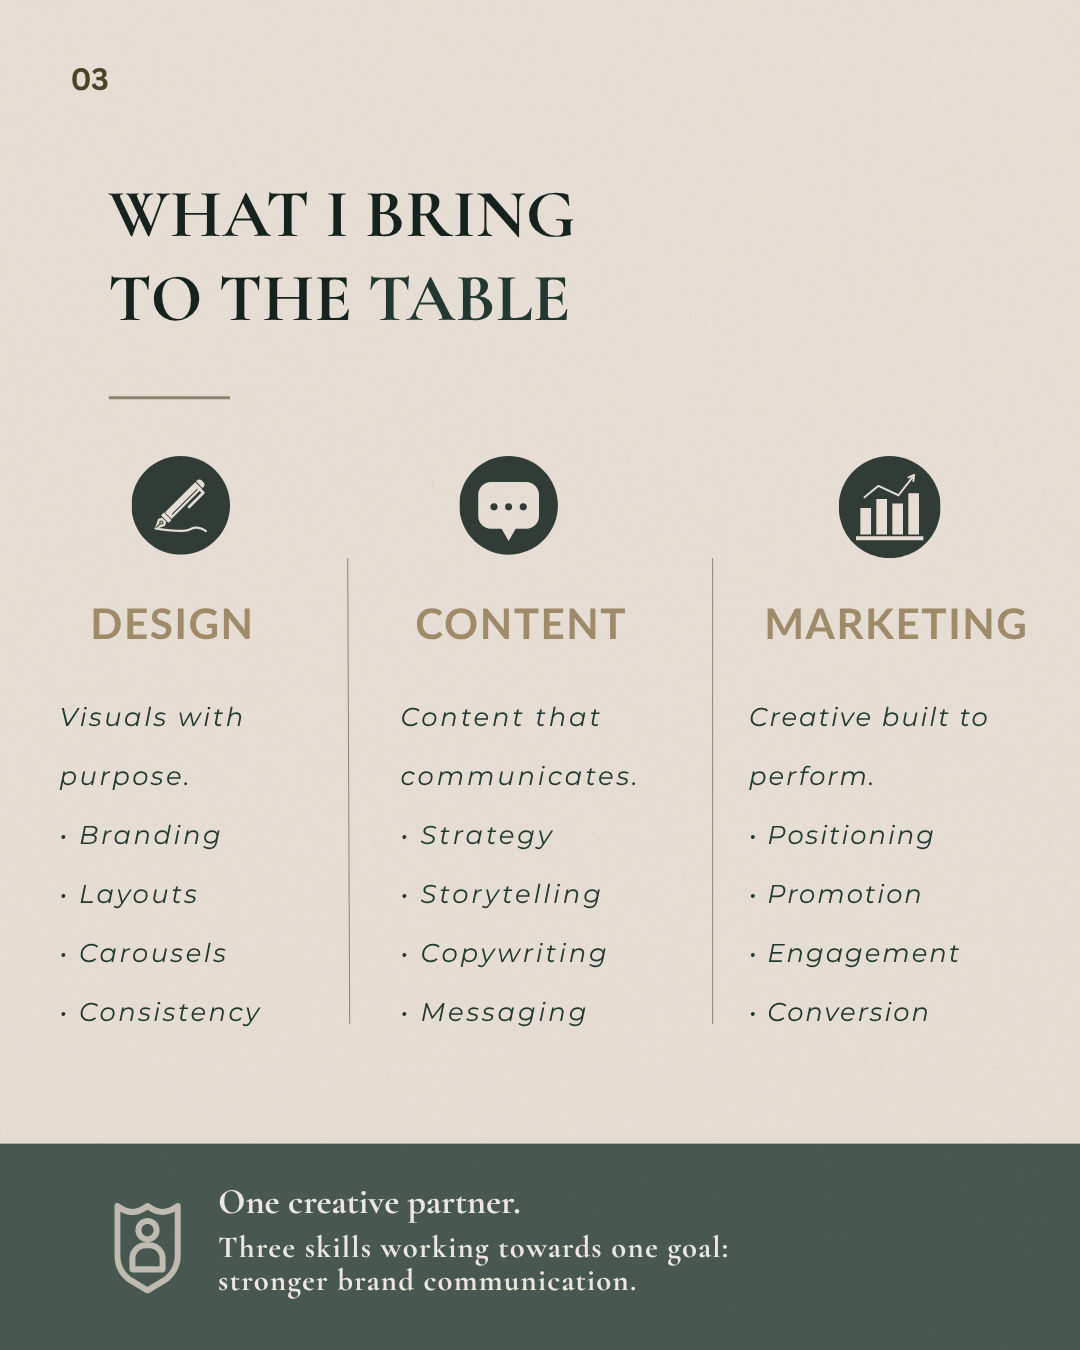 03
WHAT I BRING
TO THE TABLE
DESIGN
Visuals with
purpose.
• Branding
• Layouts
• Carousels
• Consistency
CONTENT
Content that
communicates.
• Strategy
• Storytelling
• Copywriting
• Messaging
MARKETING
Creative built to
perform.
• Positioning
• Promotion
• Engagement
• Conversion
One creative partner.
Three skills working towards one goal:
stronger brand communication.